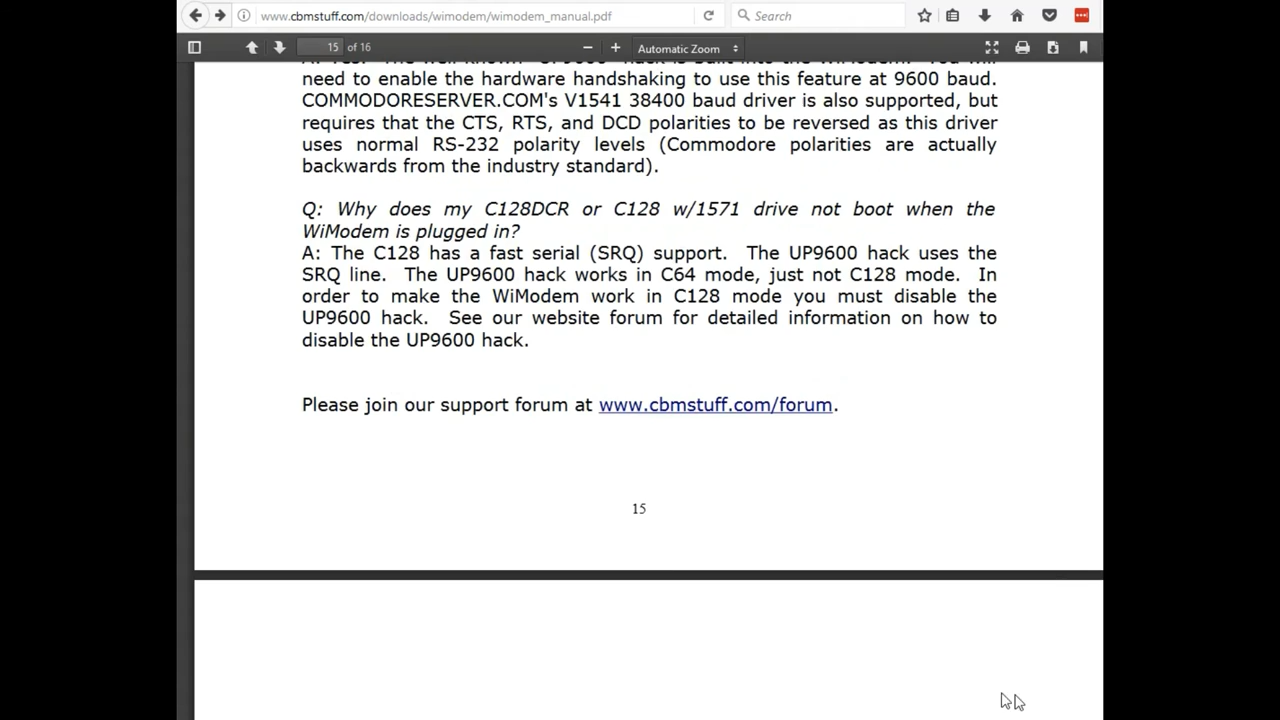 www.cbmstuff.com/downloads/wimodem/wimodem_manual.pdf
Search
15 of 16
Automatic Zoom
need to enable the hardware handshaking to use this feature at 9600 baud.
COMMODORESERVER.COM's V1541 38400 baud driver is also supported, but
requires that the CTS, RTS, and DCD polarities to be reversed as this driver
uses normal RS-232 polarity levels (Commodore polarities are actually
backwards from the industry standard).
Q: Why does my C128DCR or C128 w/1571 drive not boot when the
WiModem is plugged in?
A: The C128 has a fast serial (SRQ) support. The UP9600 hack uses the
SRQ line. The UP9600 hack works in C64 mode, just not C128 mode. In
order to make the WiModem work in C128 mode you must disable the
UP9600 hack. See our website forum for detailed information on how to
disable the UP9600 hack.
Please join our support forum at www.cbmstuff.com/forum.
15